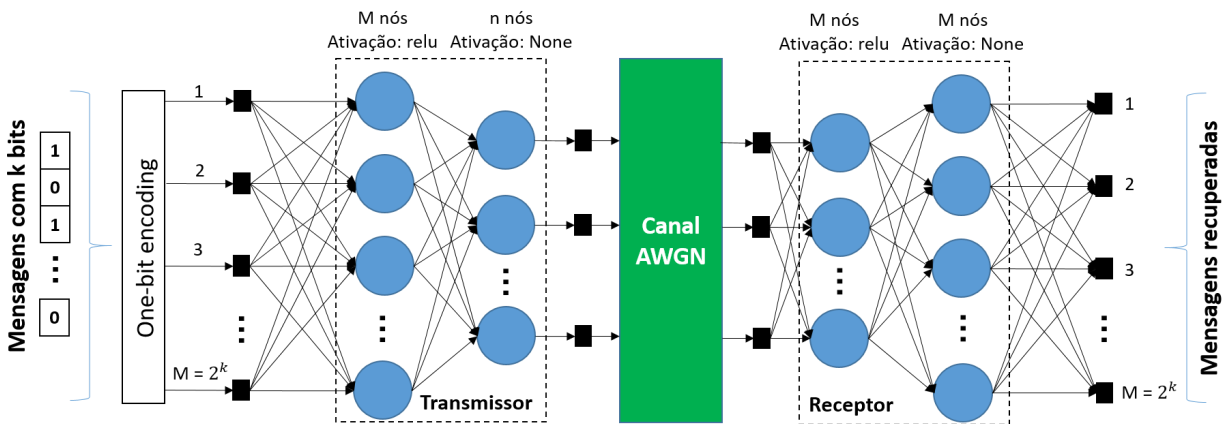 Mensagens com k bits
1
0
1
...
0
One-bit encoding
1
2
3
...
M = 2^k
M nós
Ativação: relu
...
n nós
Ativação: None
...
Transmissor
...
Canal
AWGN
...
M nós
Ativação: relu
...
M nós
Ativação: None
...
Receptor
1
2
3
...
M = 2^k
Mensagens recuperadas